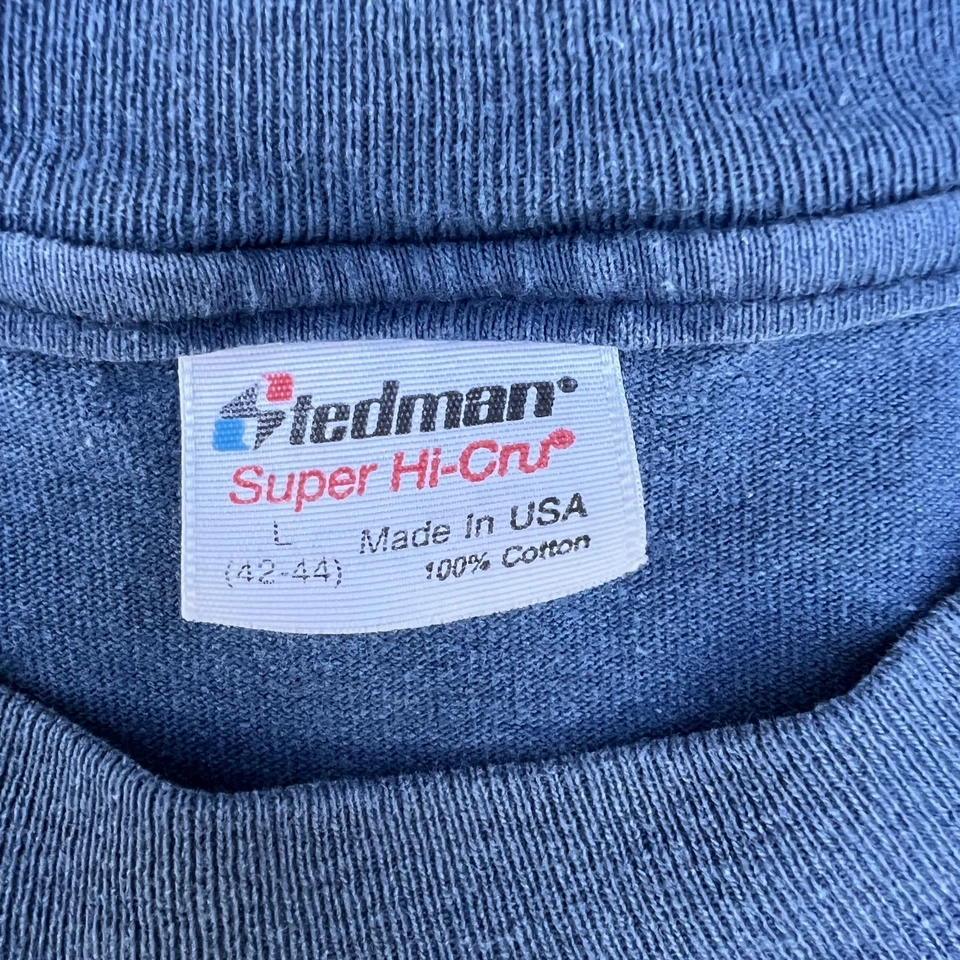 Stedman®
Super Hi-Cru®
L Made In USA
(42-44) 100% Cotton